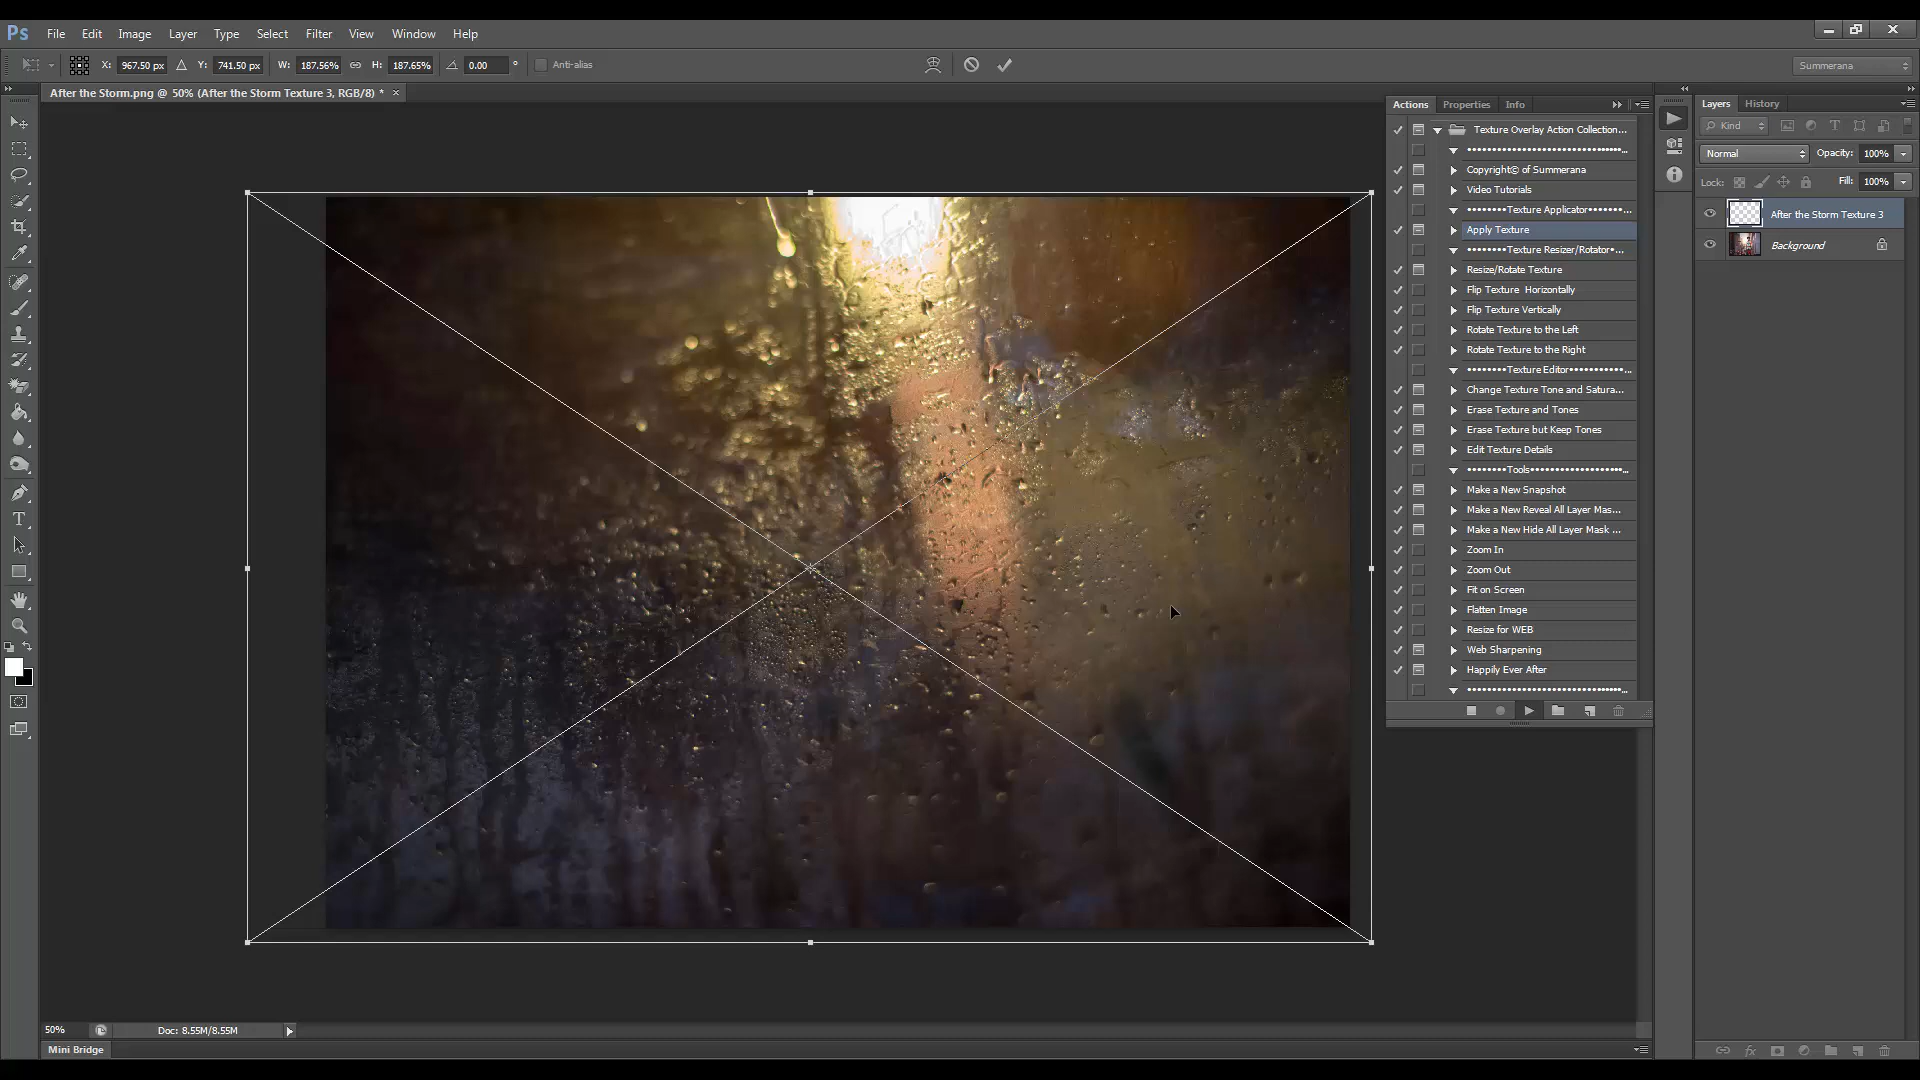 Ps File Edit Image Layer Type Select Filter View Window Help
X: 967.50 px Y: 741.50 px W: 187.56% H: 187.65% 0.00 ° Anti-alias Summerana
After the Storm.png @ 50% (After the Storm Texture 3, RGB/8) * ×
Actions Properties Info
Texture Overlay Action Collection...
••••••••••••••••••••••••••••••••...
Copyright© of Summerana
Video Tutorials
••••••••Texture Applicator•••••••...
Apply Texture
••••••••Texture Resizer/Rotator•...
Resize/Rotate Texture
Flip Texture  Horizontally
Flip Texture Vertically
Rotate Texture to the Left
Rotate Texture to the Right
••••••••Texture Editor•••••••••••...
Change Texture Tone and Satura...
Erase Texture and Tones
Erase Texture but Keep Tones
Edit Texture Details
••••••••Tools•••••••••••••••••••...
Make a New Snapshot
Make a New Reveal All Layer Mas...
Make a New Hide All Layer Mask ...
Zoom In
Zoom Out
Fit on Screen
Flatten Image
Resize for WEB
Web Sharpening
Happily Ever After
••••••••••••••••••••••••••••••••...
Layers History
Kind
Normal Opacity: 100%
Lock: Fill: 100%
After the Storm Texture 3
Background
50% Doc: 8.55M/8.55M
Mini Bridge